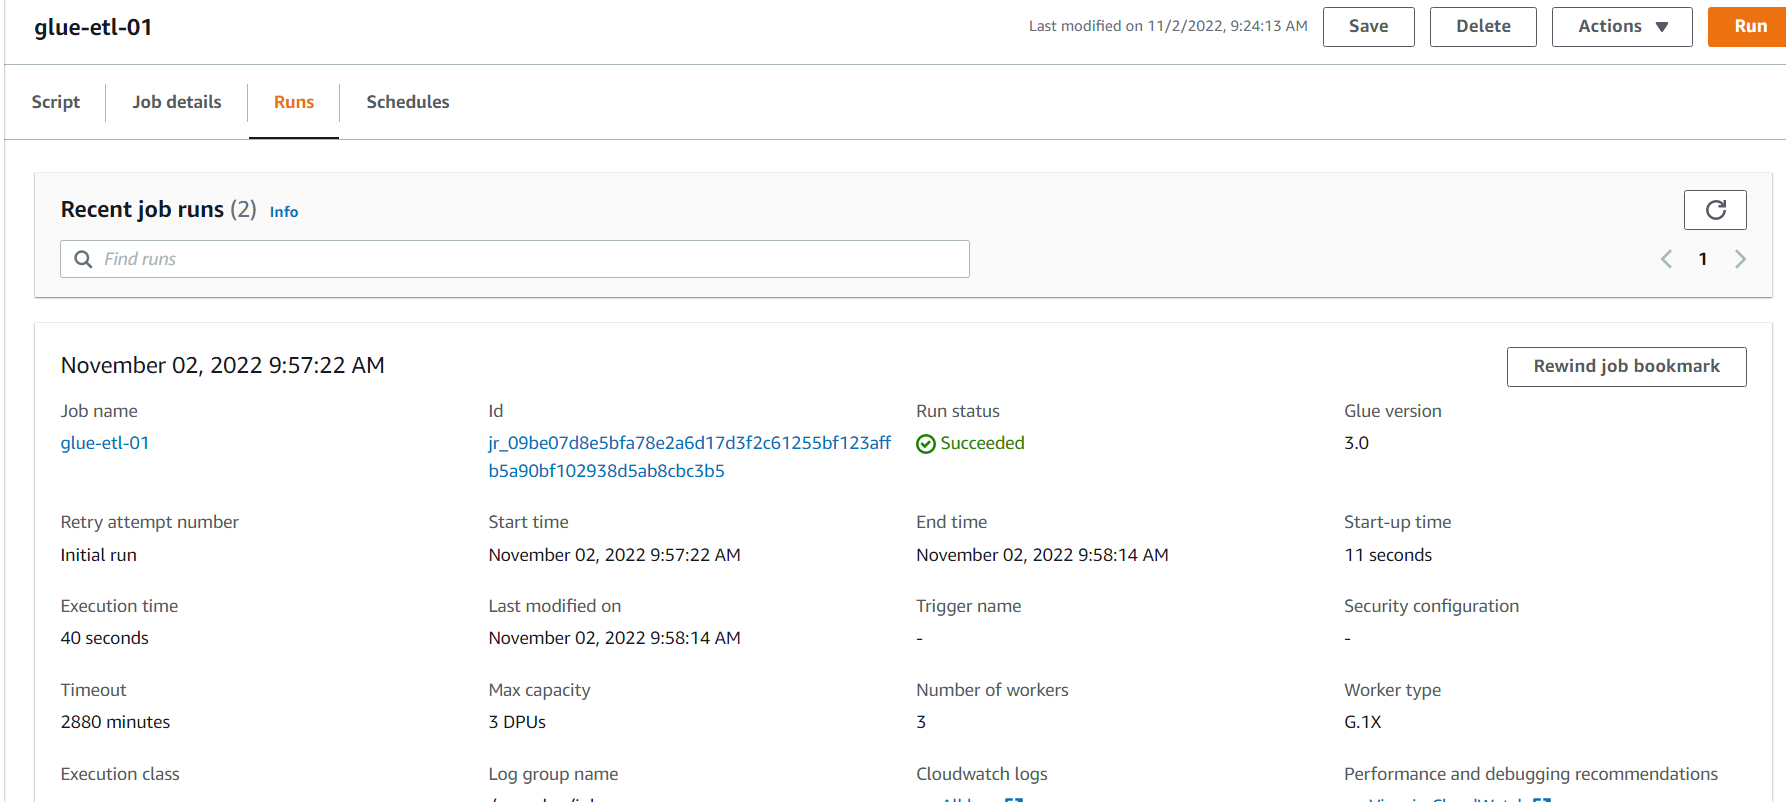 glue-etl-01
Last modified on 11/2/2022, 9:24:13 AM
Save
Delete
Actions
Run
Script
Job details
Runs
Schedules
Recent job runs (2) Info
Find runs
1
November 02, 2022 9:57:22 AM
Rewind job bookmark
Job name
glue-etl-01
Id
jr_09be07d8e5bfa78e2a6d17d3f2c61255bf123aff
b5a90bf102938d5ab8cbc3b5
Run status
Succeeded
Glue version
3.0
Retry attempt number
Initial run
Start time
November 02, 2022 9:57:22 AM
End time
November 02, 2022 9:58:14 AM
Start-up time
11 seconds
Execution time
40 seconds
Last modified on
November 02, 2022 9:58:14 AM
Trigger name
-
Security configuration
-
Timeout
2880 minutes
Max capacity
3 DPUs
Number of workers
3
Worker type
G.1X
Execution class
Log group name
Cloudwatch logs
Performance and debugging recommendations